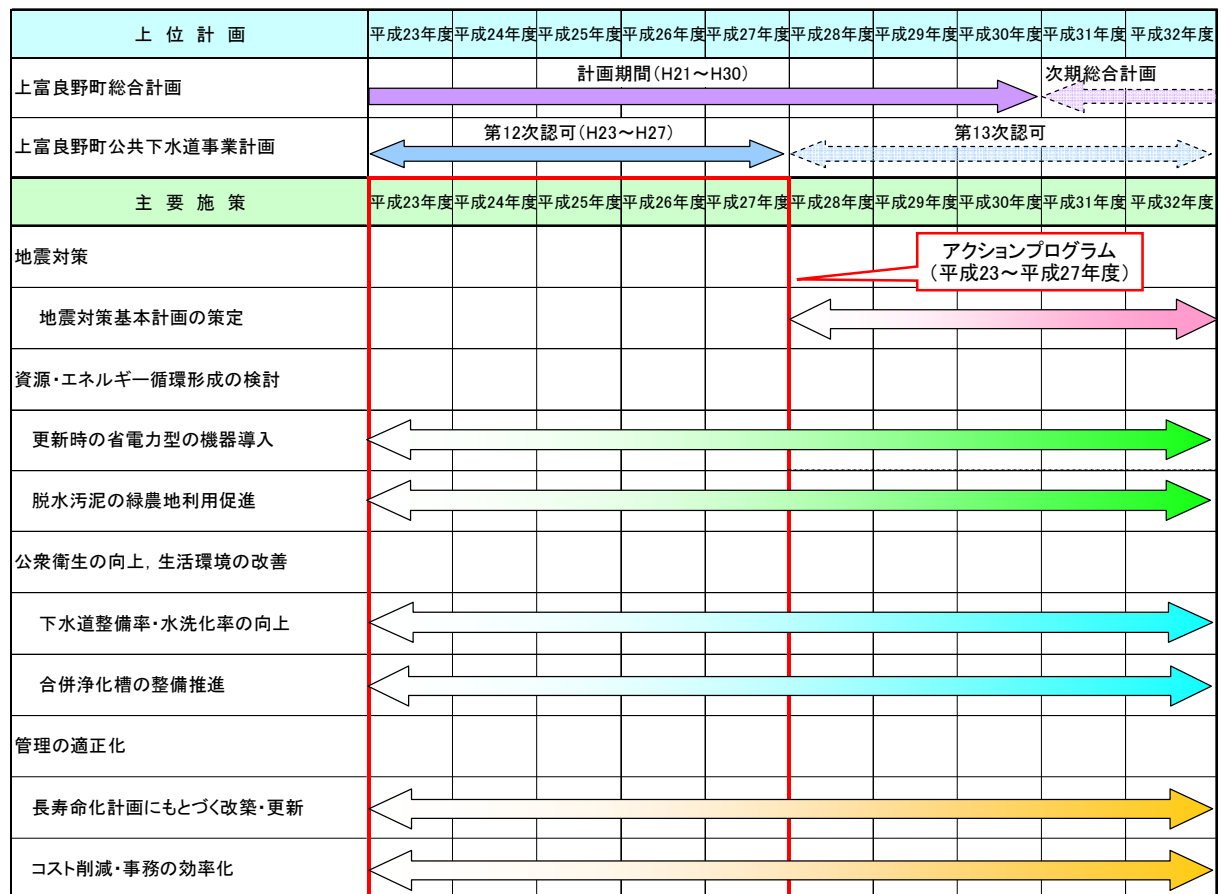 上位計画 平成23年度 平成24年度 平成25年度 平成26年度 平成27年度 平成28年度 平成29年度 平成30年度 平成31年度 平成32年度
上富良野町総合計画 計画期間(H21～H30) 次期総合計画
上富良野町公共下水道事業計画 第12次認可(H23～H27) 第13次認可
主要施策 平成23年度 平成24年度 平成25年度 平成26年度 平成27年度 平成28年度 平成29年度 平成30年度 平成31年度 平成32年度
地震対策
アクションプログラム
(平成23～平成27年度)
地震対策基本計画の策定
資源・エネルギー循環形成の検討
更新時の省電力型の機器導入
脱水汚泥の緑農地利用促進
公衆衛生の向上，生活環境の改善
下水道整備率・水洗化率の向上
合併浄化槽の整備推進
管理の適正化
長寿命化計画にもとづく改築・更新
コスト削減・事務の効率化